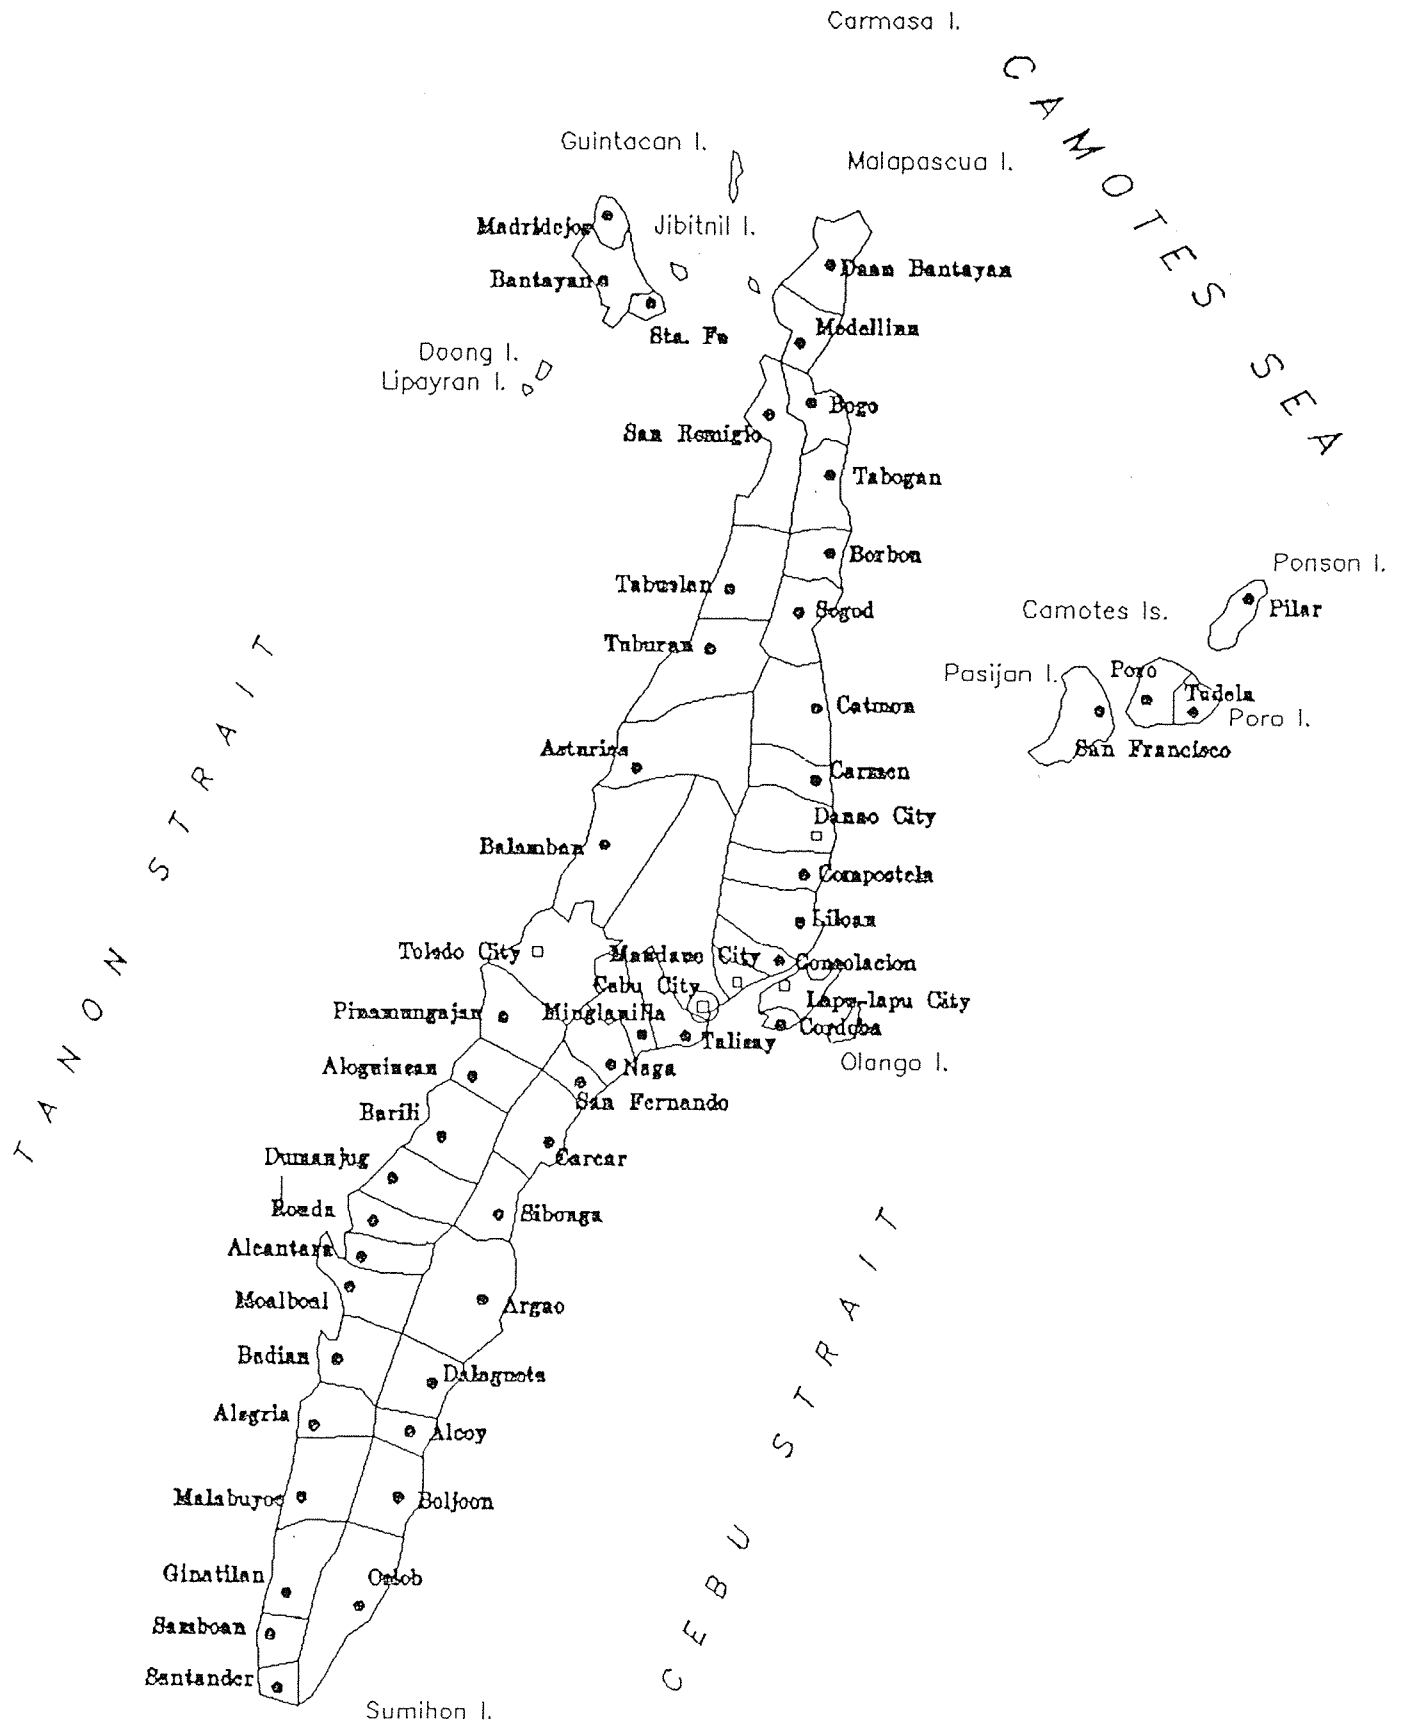 Carmasa I.
CAMOTES SEA
Guintacan I.
Malapascua I.
Madridejos
Jibitnil I.
Bantayan
Daan Bantayan
Sta. Fe
Medellian
Doong I.
Lipayran I.
San Remigio
Bogo
Tabogan
Borbon
Ponson I.
Tabuelan
Sogod
Camotes Is.
Pilar
Tuburan
Pasijan I.
Poro
Tudela
Catmon
Poro I.
San Francisco
Asturias
Carmen
Danao City
Balamban
Compostela
Liloan
TANON STRAIT
Toledo City
Mandaue City
Consolacion
Cebu City
Lapu-lapu City
Pinamungajan
Minglanilla
Cordoba
Talisay
Olango I.
Aloguinsan
Naga
San Fernando
Barili
Carcar
Dumanjug
Ronda
Sibonga
Alcantara
Moalboal
Argao
Badian
Dalaguete
Alegria
Alcoy
Malabuyoc
Boljoon
CEBU STRAIT
Ginatilan
Oslob
Samboan
Santander
Sumihon I.